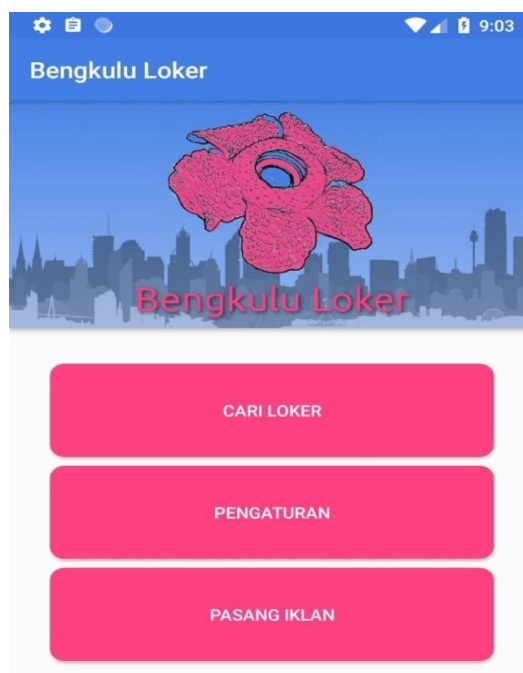 9:03
Bengkulu Loker
Bengkulu Loker
CARI LOKER
PENGATURAN
PASANG IKLAN